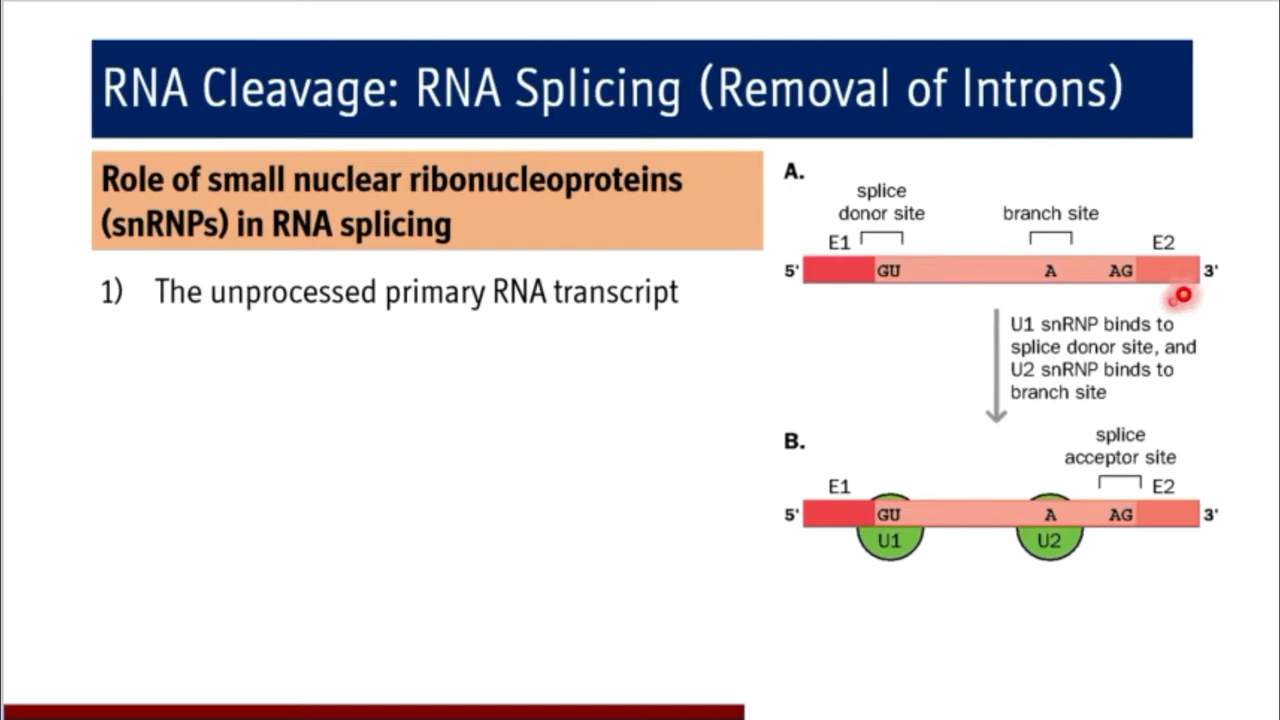 RNA Cleavage: RNA Splicing (Removal of Introns)
Role of small nuclear ribonucleoproteins
(snRNPs) in RNA splicing
1) The unprocessed primary RNA transcript
A.
splice
donor site
branch site
E1
E2
5' GU A AG 3'
U1 snRNP binds to
splice donor site, and
U2 snRNP binds to
branch site
B.
splice
acceptor site
E1
E2
5' GU A AG 3'
U1 U2